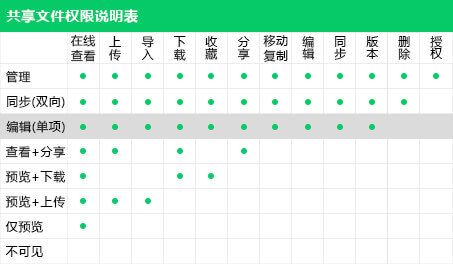 共享文件权限说明表
在线查看 上传 导入 下载 收藏 分享 移动复制 编辑 同步 版本 删除 授权
管理
同步(双向)
编辑(单项)
查看+分享
预览+下载
预览+上传
仅预览
不可见